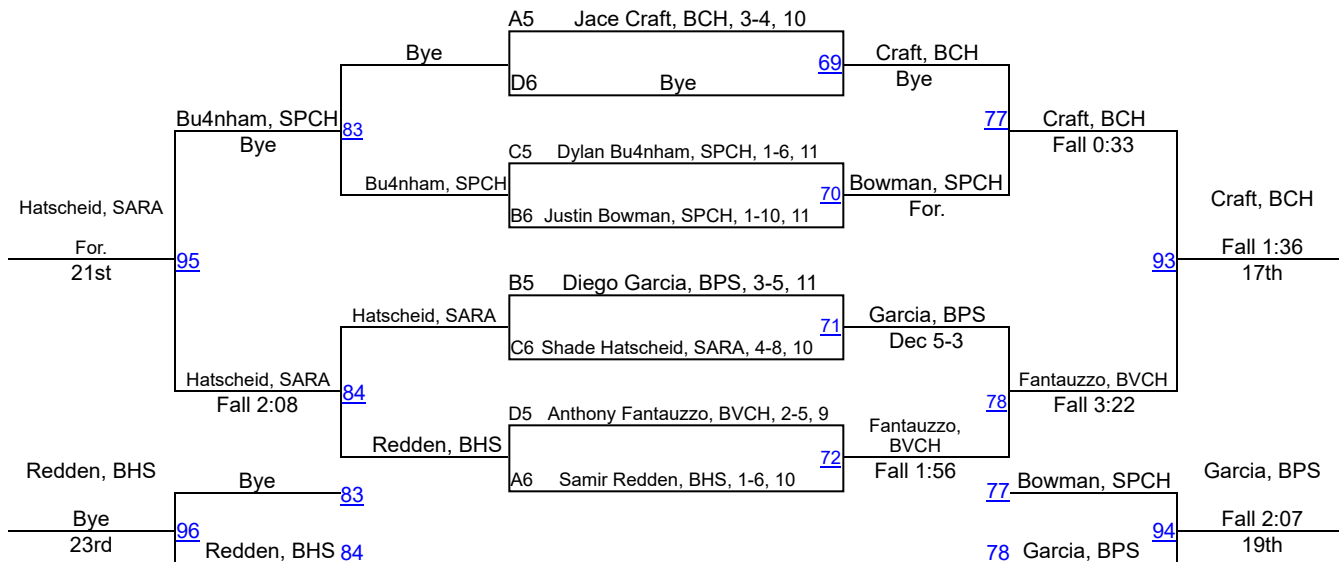 A5 Jace Craft, BCH, 3-4, 10
Bye
69
Craft, BCH
D6 Bye
Bye
Bu4nham, SPCH
83
77
Craft, BCH
Bye
Fall 0:33
C5 Dylan Bu4nham, SPCH, 1-6, 11
Bu4nham, SPCH
70
Bowman, SPCH
B6 Justin Bowman, SPCH, 1-10, 11
For.
Hatscheid, SARA
Craft, BCH
For.
95
93
Fall 1:36
21st
17th
B5 Diego Garcia, BPS, 3-5, 11
Hatscheid, SARA
71
Garcia, BPS
C6 Shade Hatscheid, SARA, 4-8, 10
Dec 5-3
Hatscheid, SARA
84
78
Fantauzzo, BVCH
Fall 2:08
Fall 3:22
D5 Anthony Fantauzzo, BVCH, 2-5, 9
Redden, BHS
72
Fantauzzo,
BVCH
A6 Samir Redden, BHS, 1-6, 10
Fall 1:56
Redden, BHS
Bye
83
77
Bowman, SPCH
Garcia, BPS
Bye
96
94
Fall 2:07
23rd
19th
Redden, BHS 84
78 Garcia, BPS